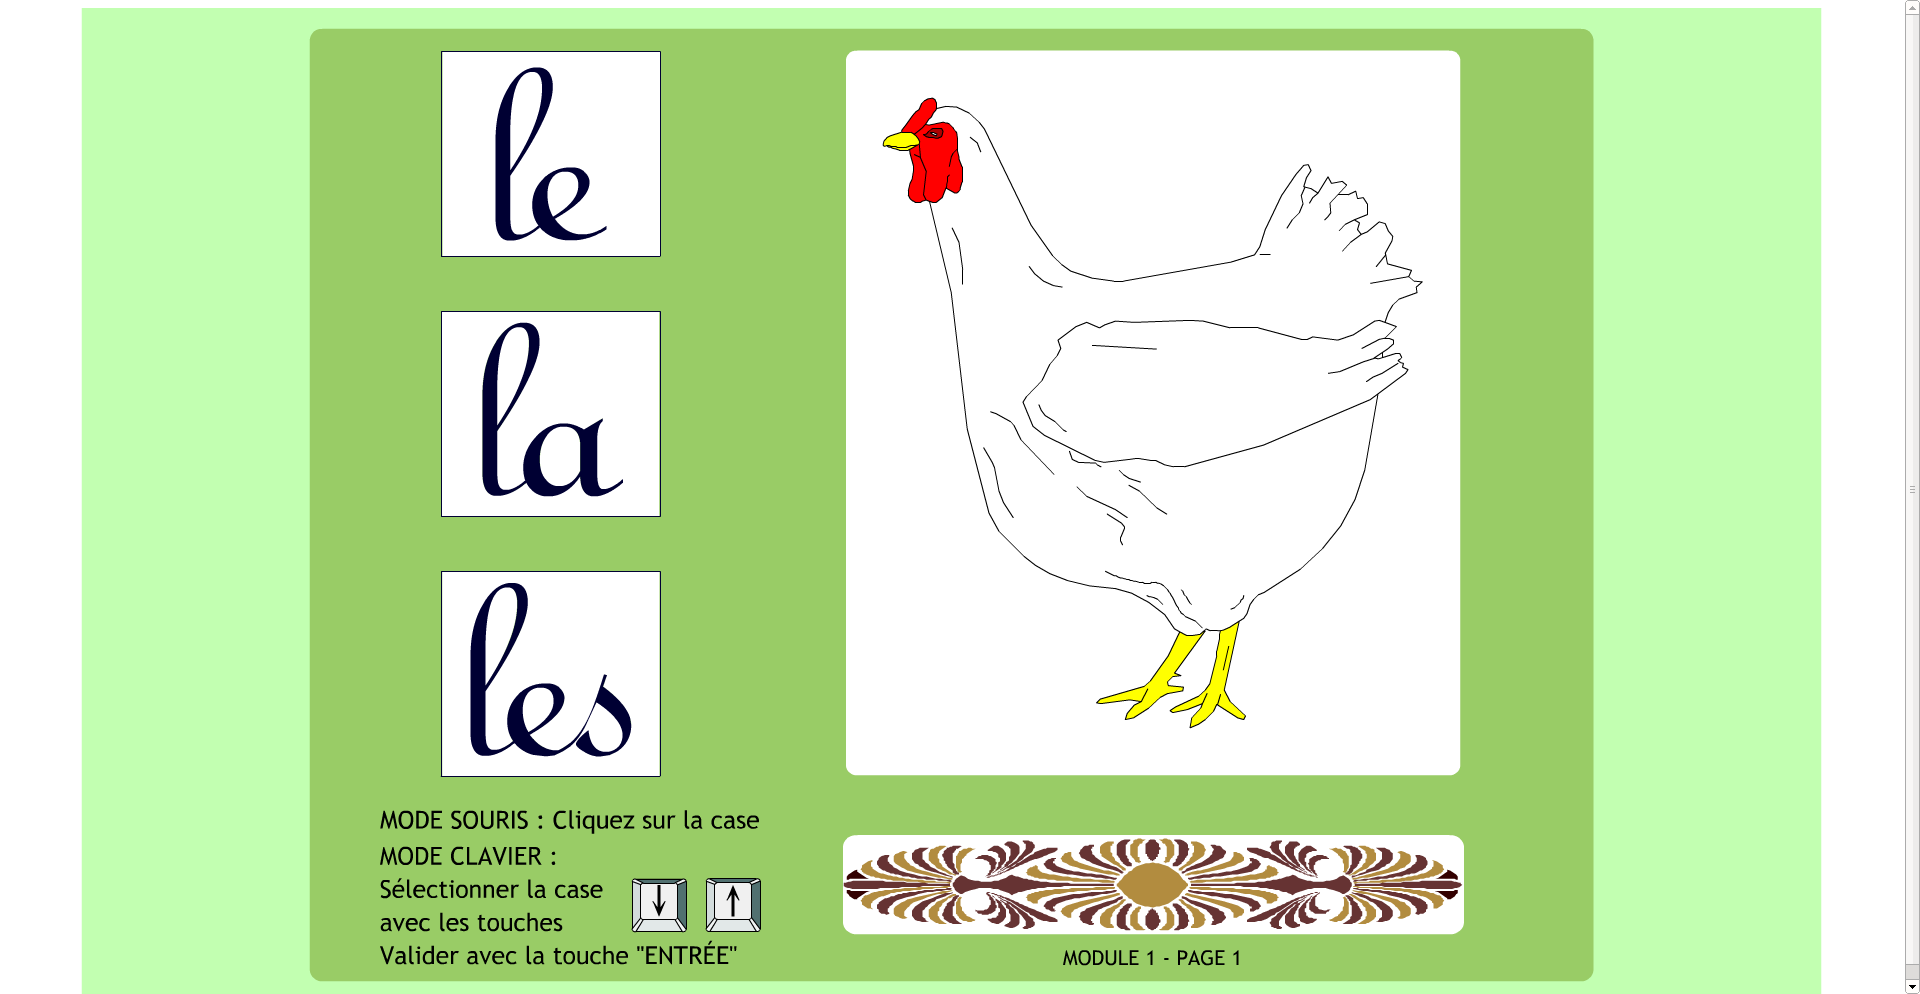 le
la
les
MODE SOURIS : Cliquez sur la case
MODE CLAVIER :
Sélectionner la case
avec les touches
Valider avec la touche "ENTRÉE"
MODULE 1 - PAGE 1